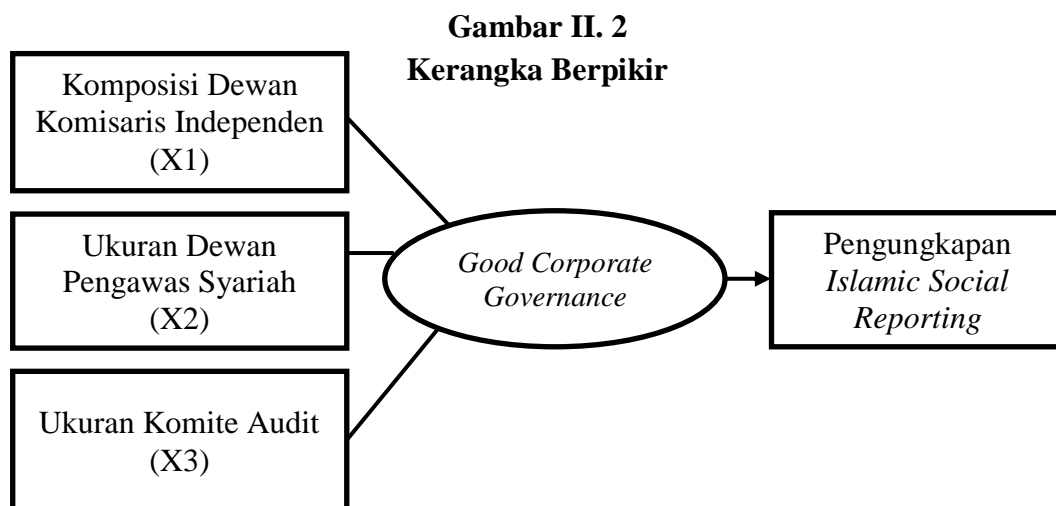 Gambar II. 2
Kerangka Berpikir
Komposisi Dewan
Komisaris Independen
(X1)
Ukuran Dewan
Pengawas Syariah
(X2)
Ukuran Komite Audit
(X3)
Good Corporate
Governance
Pengungkapan
Islamic Social
Reporting